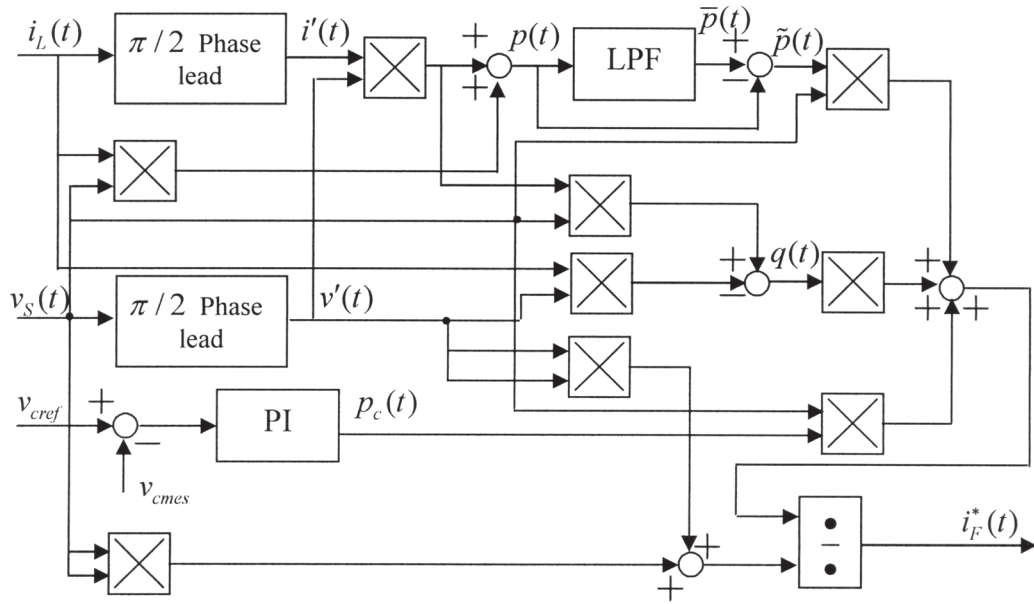 i_L(t)
π/2 Phase
lead
i'(t)
+
+
p(t)
LPF
p̅(t)
+
−
p̃(t)
v_S(t)
π/2 Phase
lead
v'(t)
+
−
q(t)
+
+
+
v_cref
+
−
PI
p_c(t)
v_cmes
+
+
÷
i_F^*(t)